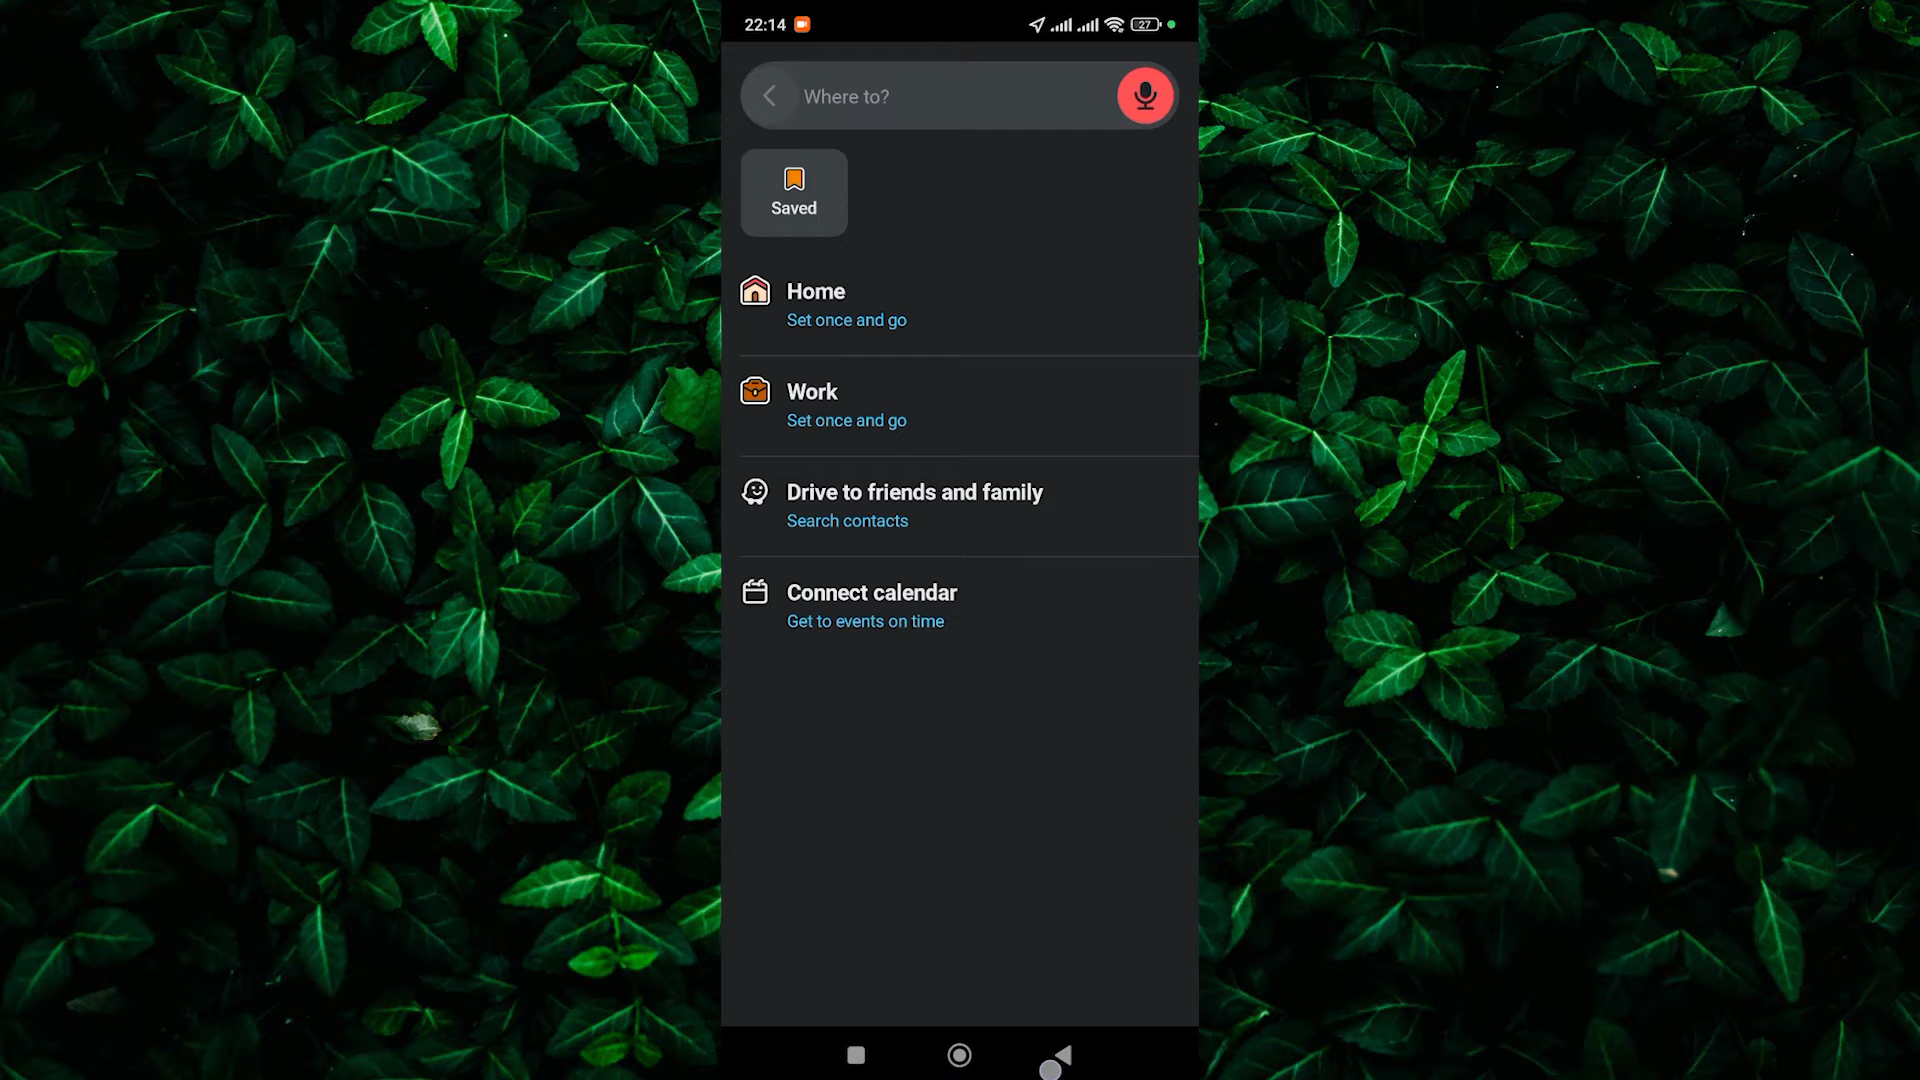 22:14
27
Where to?
Saved
Home
Set once and go
Work
Set once and go
Drive to friends and family
Search contacts
Connect calendar
Get to events on time